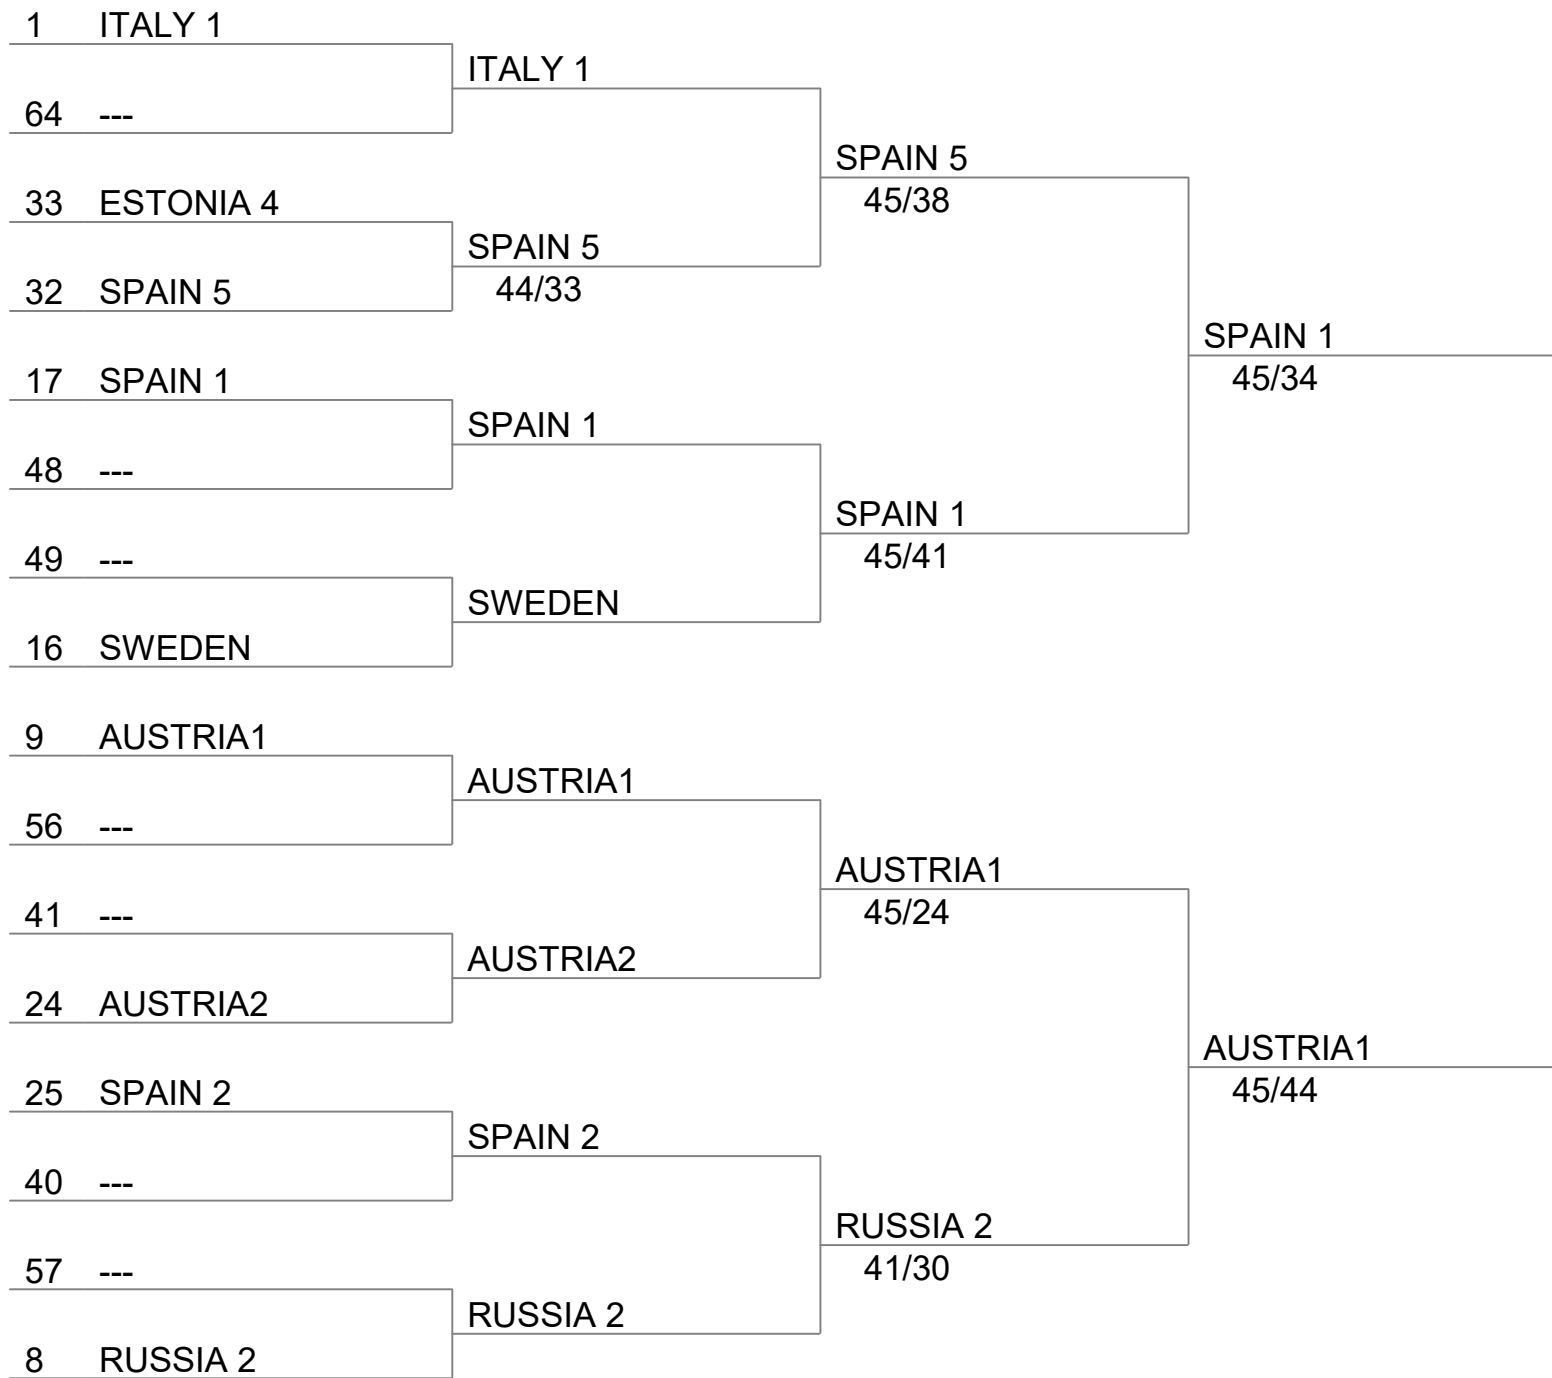 1 ITALY 1
ITALY 1
64 ---
SPAIN 5
45/38
33 ESTONIA 4
SPAIN 5
44/33
32 SPAIN 5
SPAIN 1
45/34
17 SPAIN 1
SPAIN 1
48 ---
SPAIN 1
45/41
49 ---
SWEDEN
16 SWEDEN
9 AUSTRIA1
AUSTRIA1
56 ---
AUSTRIA1
45/24
41 ---
AUSTRIA2
24 AUSTRIA2
AUSTRIA1
45/44
25 SPAIN 2
SPAIN 2
40 ---
RUSSIA 2
41/30
57 ---
RUSSIA 2
8 RUSSIA 2